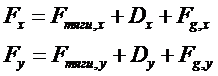 F_x = F_{тяги,x} + D_x + F_{g,x}
F_y = F_{тяги,y} + D_y + F_{g,y}